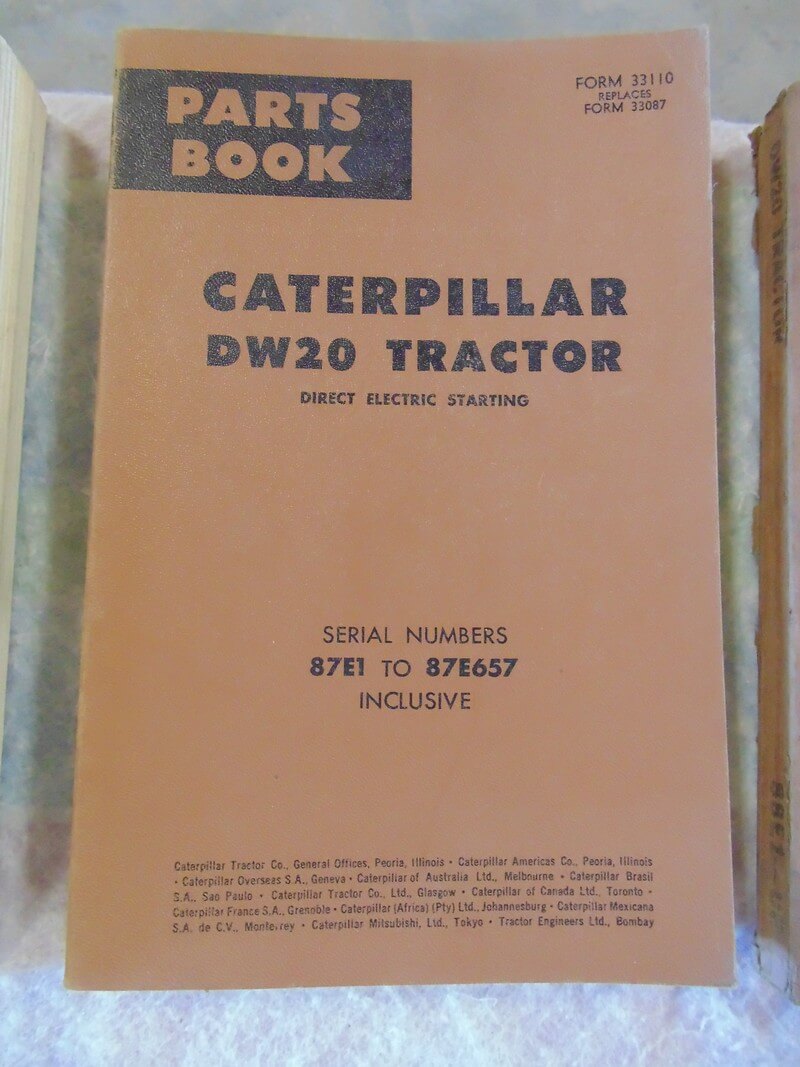 PARTS
BOOK
FORM 33110
REPLACES
FORM 33087
CATERPILLAR
DW20 TRACTOR
DIRECT ELECTRIC STARTING
SERIAL NUMBERS
87E1 TO 87E657
INCLUSIVE
Caterpillar Tractor Co., General Offices, Peoria, Illinois • Caterpillar Americas Co., Peoria, Illinois
• Caterpillar Overseas S.A., Geneva • Caterpillar of Australia Ltd., Melbourne • Caterpillar Brasil
S.A., Sao Paulo • Caterpillar Tractor Co., Ltd., Glasgow • Caterpillar of Canada Ltd., Toronto •
Caterpillar France S.A., Grenoble • Caterpillar (Africa) (Pty) Ltd., Johannesburg • Caterpillar Mexicana
S.A. de C.V., Monterrey • Caterpillar Mitsubishi, Ltd., Tokyo • Tractor Engineers Ltd., Bombay
DW20 TRACTOR